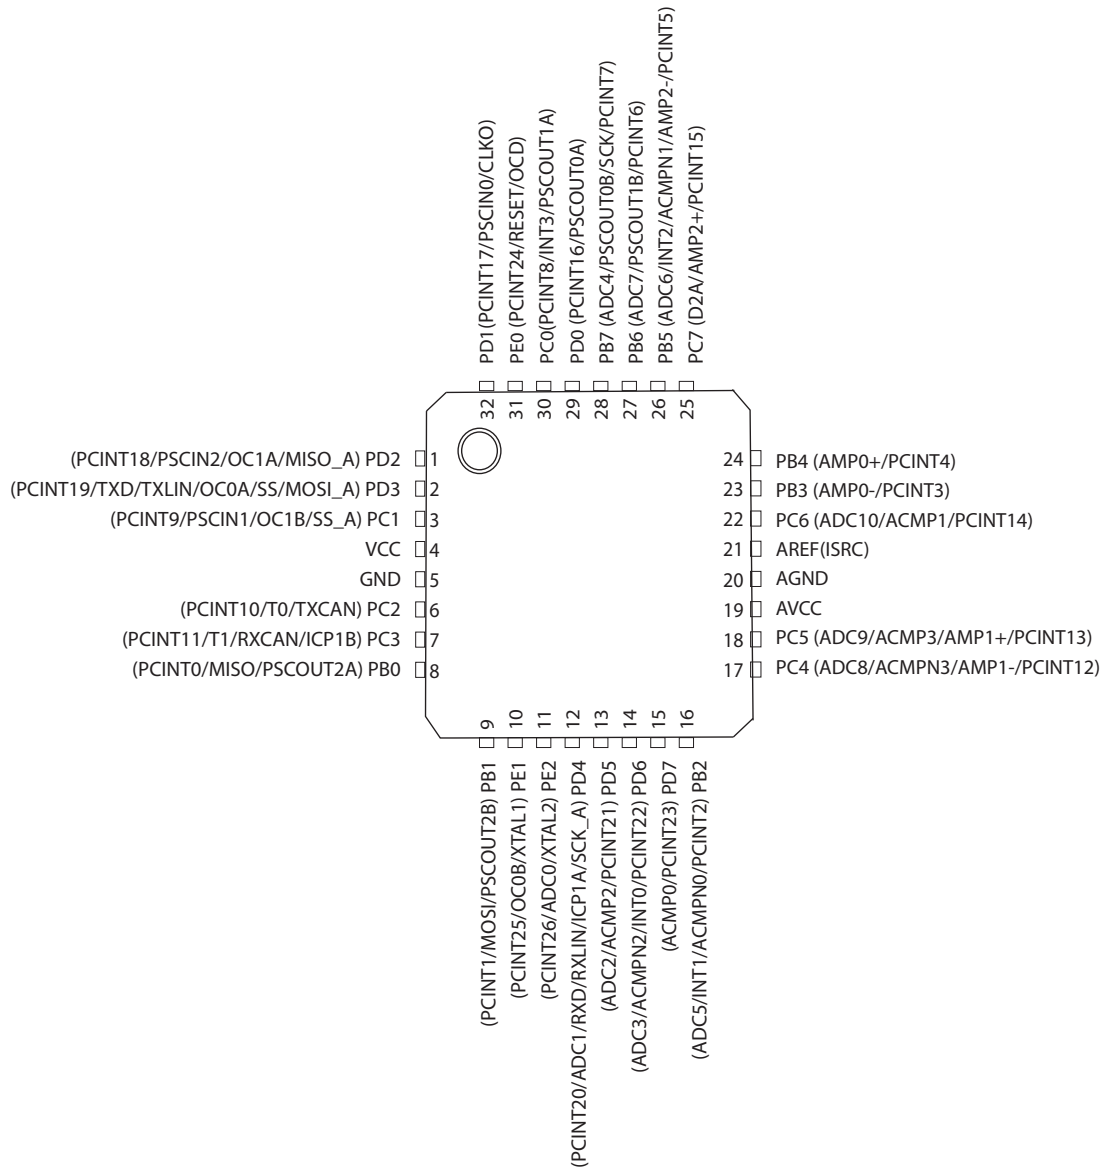 PD1(PCINT17/PSCIN0/CLKO)
PE0 (PCINT24/RESET/OCD)
PC0(PCINT8/INT3/PSCOUT1A)
PD0 (PCINT16/PSCOUT0A)
PB7 (ADC4/PSCOUT0B/SCK/PCINT7)
PB6 (ADC7/PSCOUT1B/PCINT6)
PB5 (ADC6/INT2/ACMPN1/AMP2-/PCINT5)
PC7 (D2A/AMP2+/PCINT15)
32
31
30
29
28
27
26
25
(PCINT18/PSCIN2/OC1A/MISO_A) PD2 1
(PCINT19/TXD/TXLIN/OC0A/SS/MOSI_A) PD3 2
(PCINT9/PSCIN1/OC1B/SS_A) PC1 3
VCC 4
GND 5
(PCINT10/T0/TXCAN) PC2 6
(PCINT11/T1/RXCAN/ICP1B) PC3 7
(PCINT0/MISO/PSCOUT2A) PB0 8
24 PB4 (AMP0+/PCINT4)
23 PB3 (AMP0-/PCINT3)
22 PC6 (ADC10/ACMP1/PCINT14)
21 AREF(ISRC)
20 AGND
19 AVCC
18 PC5 (ADC9/ACMP3/AMP1+/PCINT13)
17 PC4 (ADC8/ACMPN3/AMP1-/PCINT12)
9
10
11
12
13
14
15
16
(PCINT1/MOSI/PSCOUT2B) PB1
(PCINT25/OC0B/XTAL1) PE1
(PCINT26/ADC0/XTAL2) PE2
(PCINT20/ADC1/RXD/RXLIN/ICP1A/SCK_A) PD4
(ADC2/ACMP2/PCINT21) PD5
(ADC3/ACMPN2/INT0/PCINT22) PD6
(ACMP0/PCINT23) PD7
(ADC5/INT1/ACMPN0/PCINT2) PB2